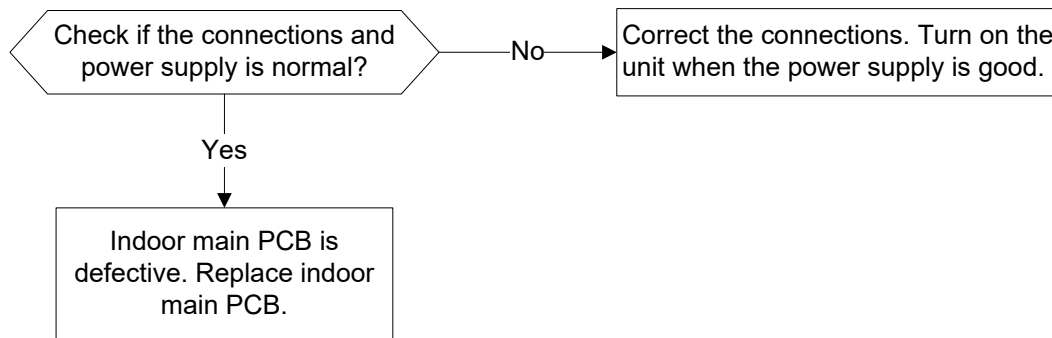 Check if the connections and
power supply is normal?
No
Correct the connections. Turn on the
unit when the power supply is good.
Yes
Indoor main PCB is
defective. Replace indoor
main PCB.